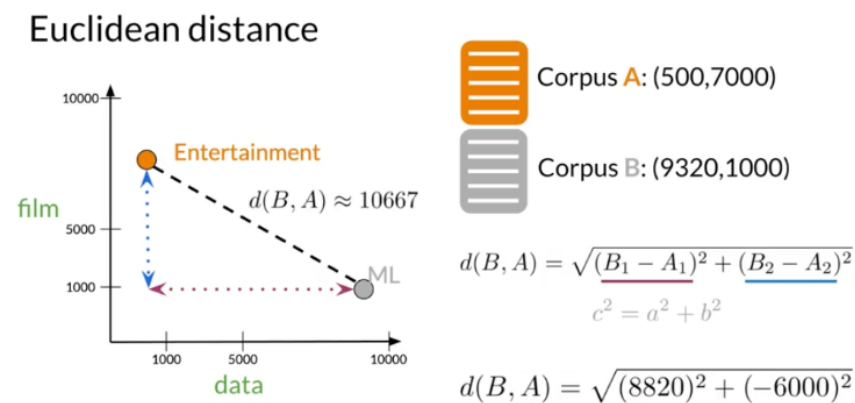 Euclidean distance
10000
Entertainment
d(B, A) ≈ 10667
film
5000
1000
ML
1000 5000 10000
data
Corpus A: (500,7000)
Corpus B: (9320,1000)
d(B, A) = √(B₁ − A₁)² + (B₂ − A₂)²
c² = a² + b²
d(B, A) = √(8820)² + (−6000)²